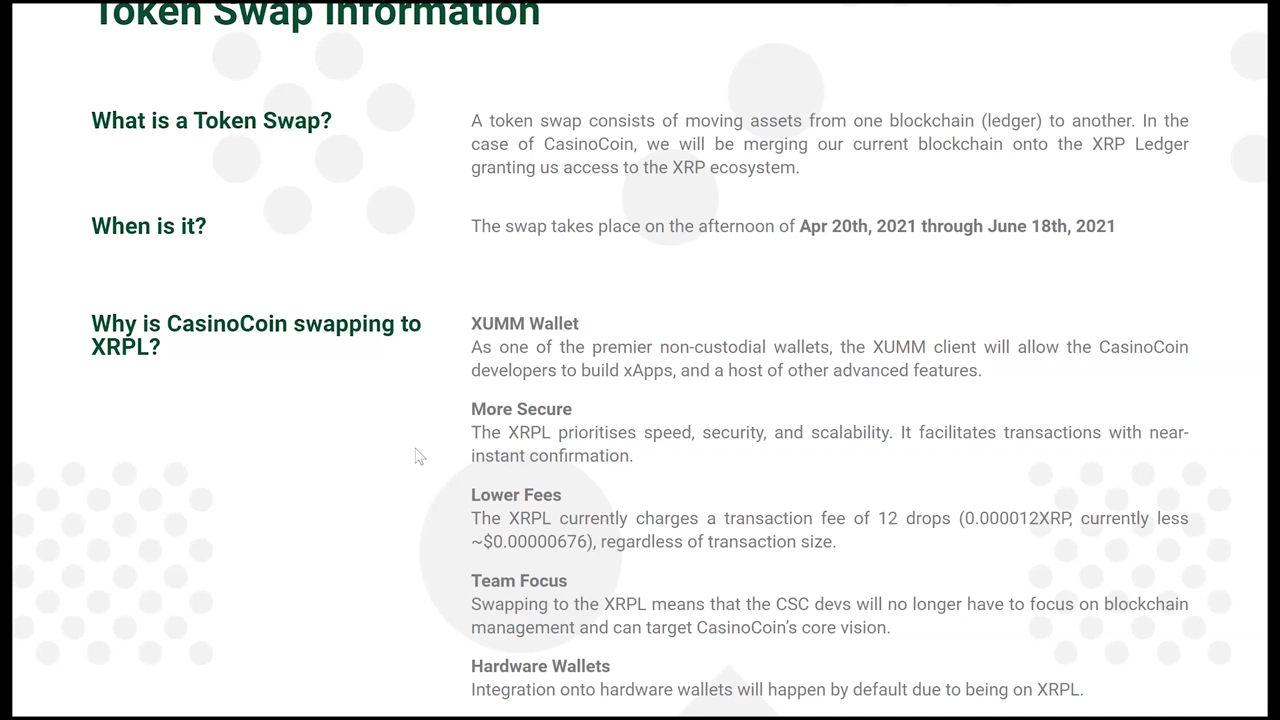 Token Swap Information
What is a Token Swap?
A token swap consists of moving assets from one blockchain (ledger) to another. In the
case of CasinoCoin, we will be merging our current blockchain onto the XRP Ledger
granting us access to the XRP ecosystem.
When is it?
The swap takes place on the afternoon of Apr 20th, 2021 through June 18th, 2021
Why is CasinoCoin swapping to
XRPL?
XUMM Wallet
As one of the premier non-custodial wallets, the XUMM client will allow the CasinoCoin
developers to build xApps, and a host of other advanced features.
More Secure
The XRPL prioritises speed, security, and scalability. It facilitates transactions with near-
instant confirmation.
Lower Fees
The XRPL currently charges a transaction fee of 12 drops (0.000012XRP, currently less
~$0.00000676), regardless of transaction size.
Team Focus
Swapping to the XRPL means that the CSC devs will no longer have to focus on blockchain
management and can target CasinoCoin’s core vision.
Hardware Wallets
Integration onto hardware wallets will happen by default due to being on XRPL.